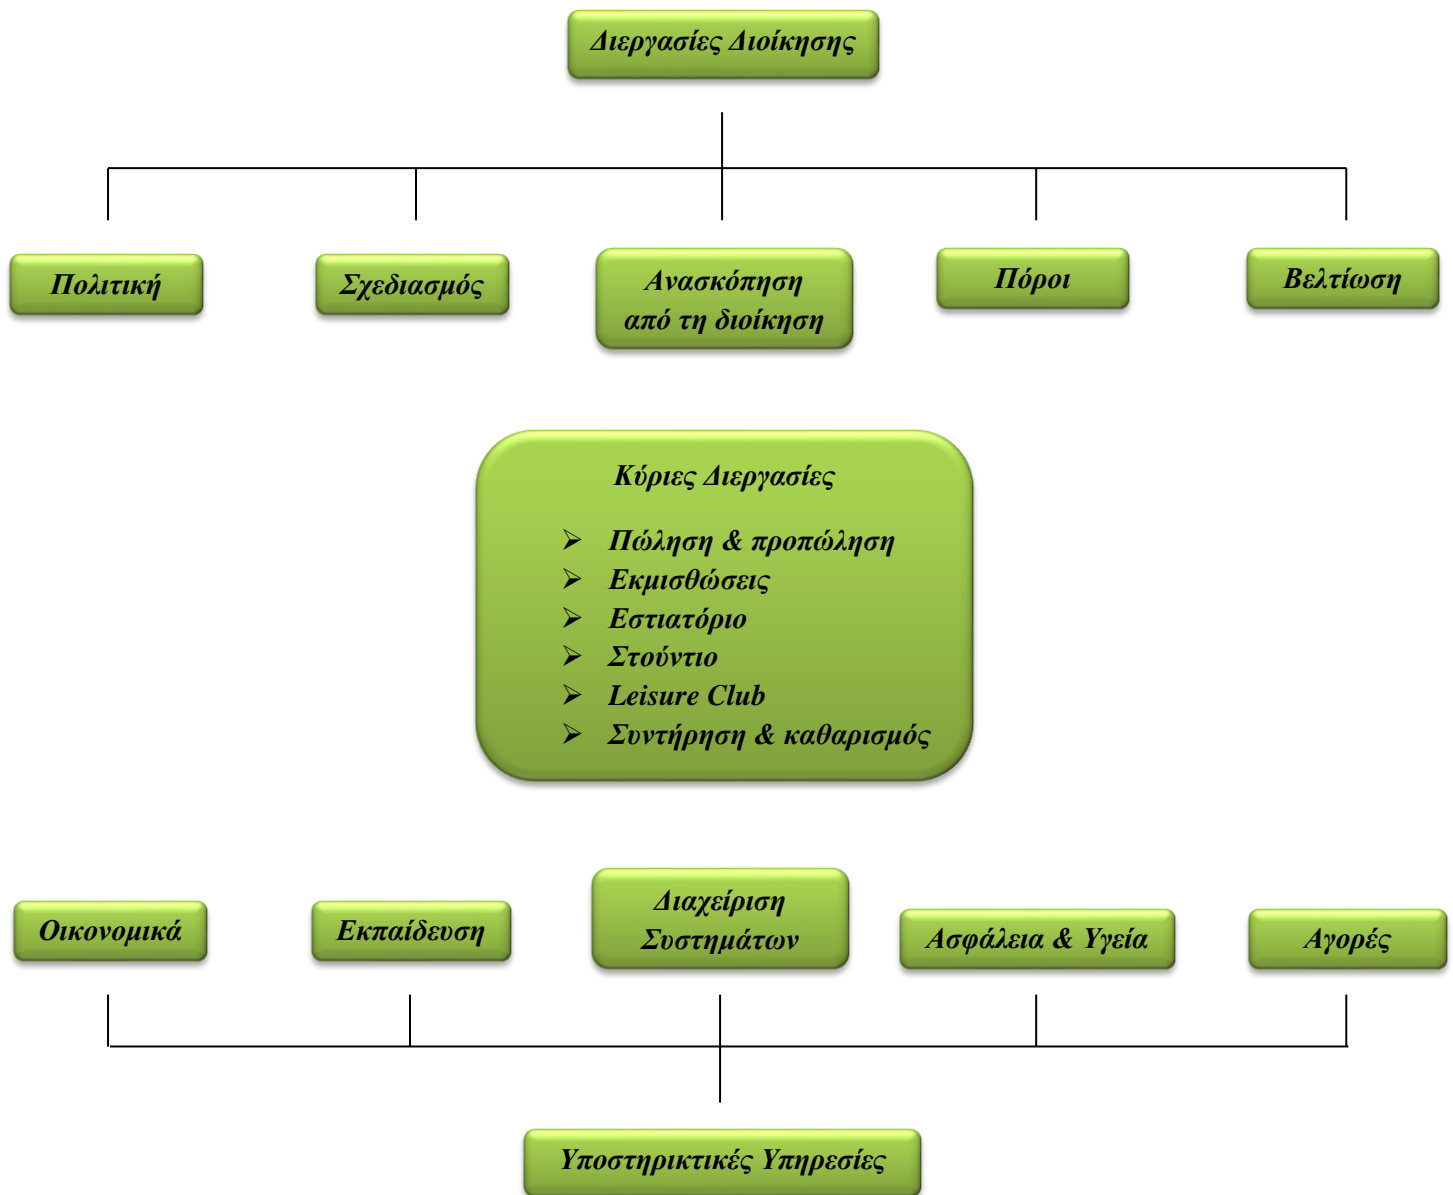 Διεργασίες Διοίκησης
Πολιτική
Σχεδιασμός
Ανασκόπηση
από τη διοίκηση
Πόροι
Βελτίωση
Κύριες Διεργασίες
➢ Πώληση & προπώληση
➢ Εκμισθώσεις
➢ Εστιατόριο
➢ Στούντιο
➢ Leisure Club
➢ Συντήρηση & καθαρισμός
Οικονομικά
Εκπαίδευση
Διαχείριση
Συστημάτων
Ασφάλεια & Υγεία
Αγορές
Υποστηρικτικές Υπηρεσίες